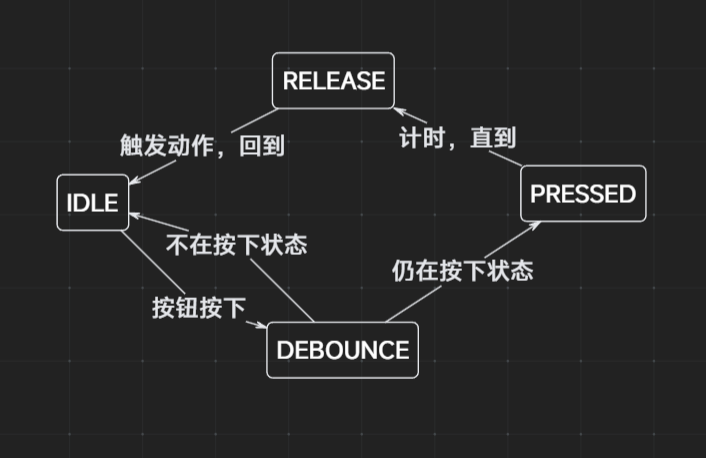 RELEASE
触发动作，回到
计时，直到
IDLE
PRESSED
不在按下状态
仍在按下状态
按钮按下
DEBOUNCE